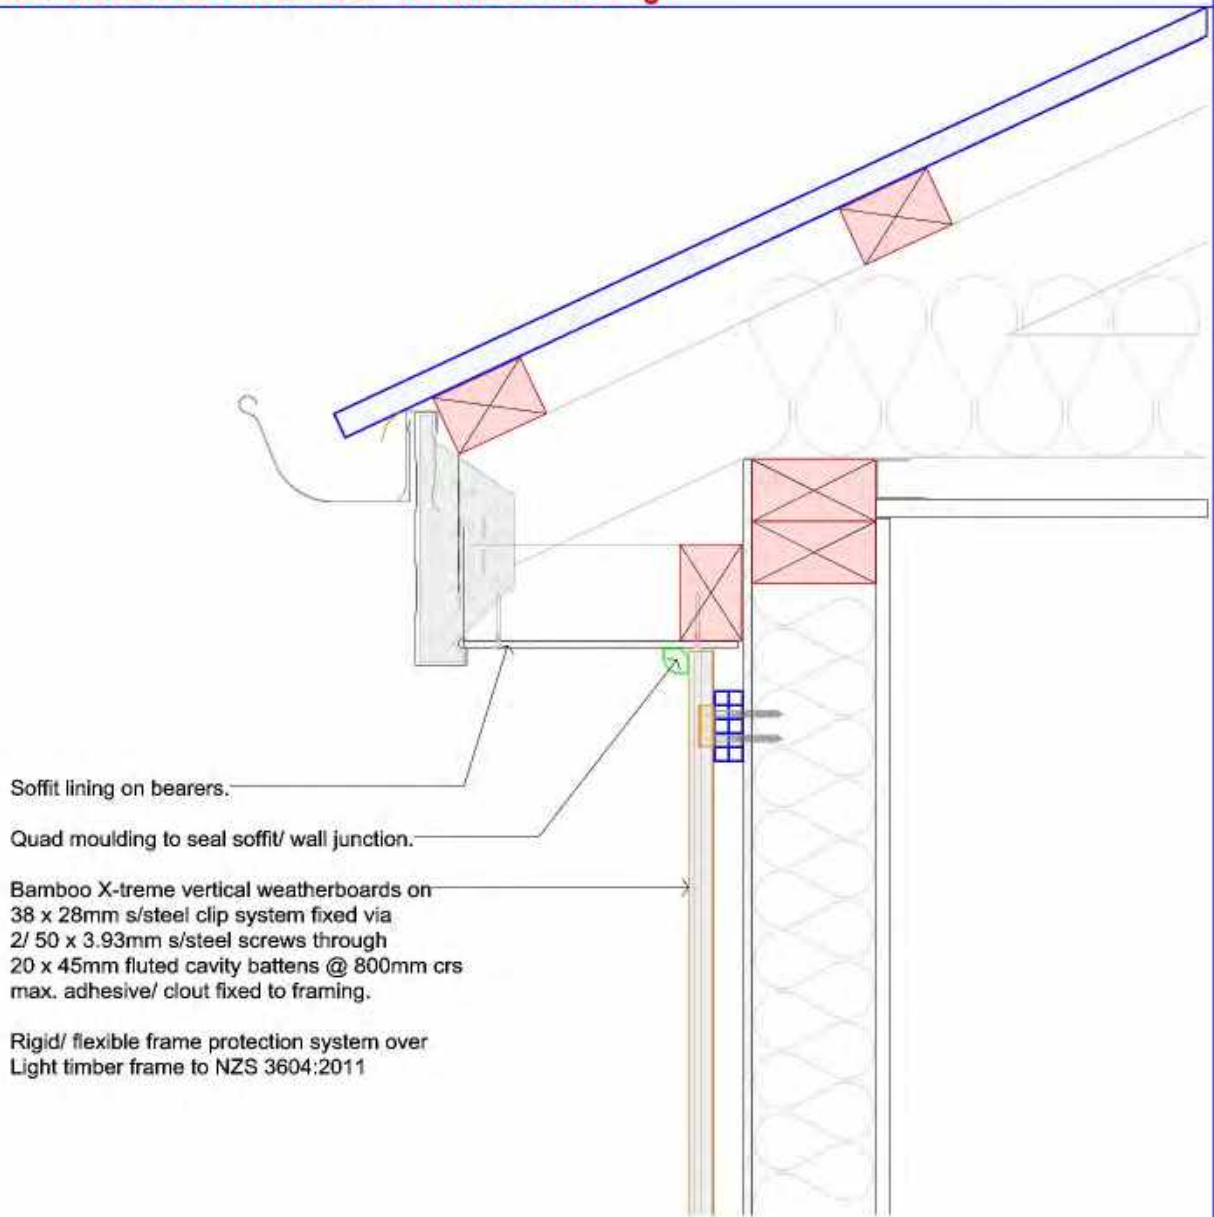 Soffit lining on bearers.
Quad moulding to seal soffit/ wall junction.
Bamboo X-treme vertical weatherboards on
38 x 28mm s/steel clip system fixed via
2/ 50 x 3.93mm s/steel screws through
20 x 45mm fluted cavity battens @ 800mm crs
max. adhesive/ clout fixed to framing.
Rigid/ flexible frame protection system over
Light timber frame to NZS 3604:2011